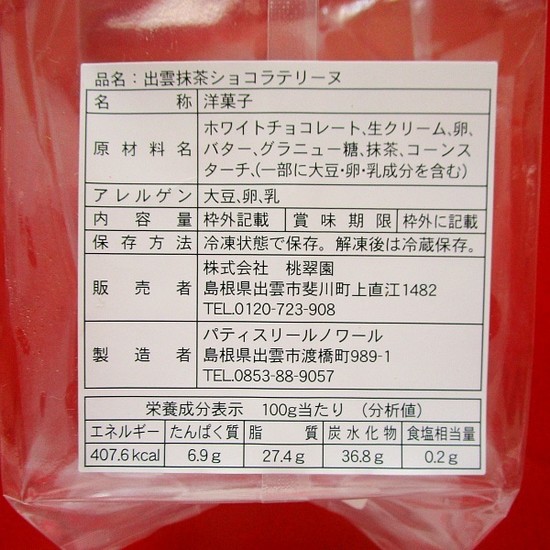 品名：出雲抹茶ショコラテリーヌ
名称 洋菓子
原材料名 ホワイトチョコレート、生クリーム、卵、
バター、グラニュー糖、抹茶、コーンス
ターチ、(一部に大豆・卵・乳成分を含む)
アレルゲン 大豆、卵、乳
内容量 枠外記載 賞味期限 枠外に記載
保存方法 冷凍状態で保存。解凍後は冷蔵保存。
販売者 株式会社 桃翠園
島根県出雲市斐川町上直江1482
TEL.0120-723-908
製造者 パティスリールノワール
島根県出雲市渡橋町989-1
TEL.0853-88-9057
栄養成分表示 100g当たり (分析値)
エネルギー たんぱく質 脂質 炭水化物 食塩相当量
407.6kcal 6.9g 27.4g 36.8g 0.2g